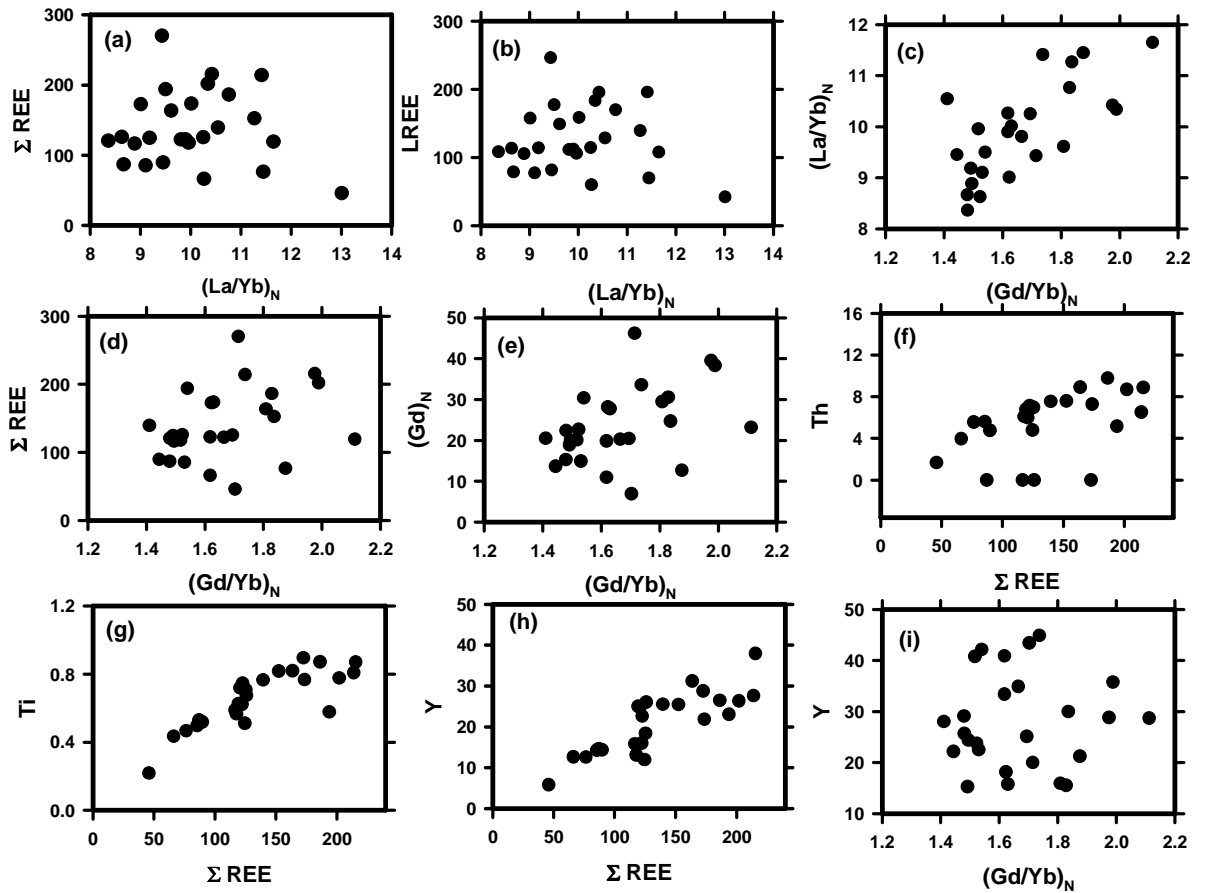 (a)
300
200
100
0
Σ REE
8 9 10 11 12 13 14
(La/Yb)N
(b)
300
200
100
0
LREE
8 9 10 11 12 13 14
(La/Yb)N
(c)
12
11
10
9
8
(La/Yb)N
1.2 1.4 1.6 1.8 2.0 2.2
(Gd/Yb)N
(d)
300
200
100
0
Σ REE
1.2 1.4 1.6 1.8 2.0 2.2
(Gd/Yb)N
(e)
50
40
30
20
10
0
(Gd)N
1.2 1.4 1.6 1.8 2.0 2.2
(Gd/Yb)N
(f)
16
12
8
4
0
Th
0 50 100 150 200
Σ REE
(g)
1.2
0.8
0.4
0.0
Ti
0 50 100 150 200
Σ REE
(h)
50
40
30
20
10
0
Y
0 50 100 150 200
Σ REE
(i)
50
40
30
20
10
Y
1.2 1.4 1.6 1.8 2.0 2.2
(Gd/Yb)N